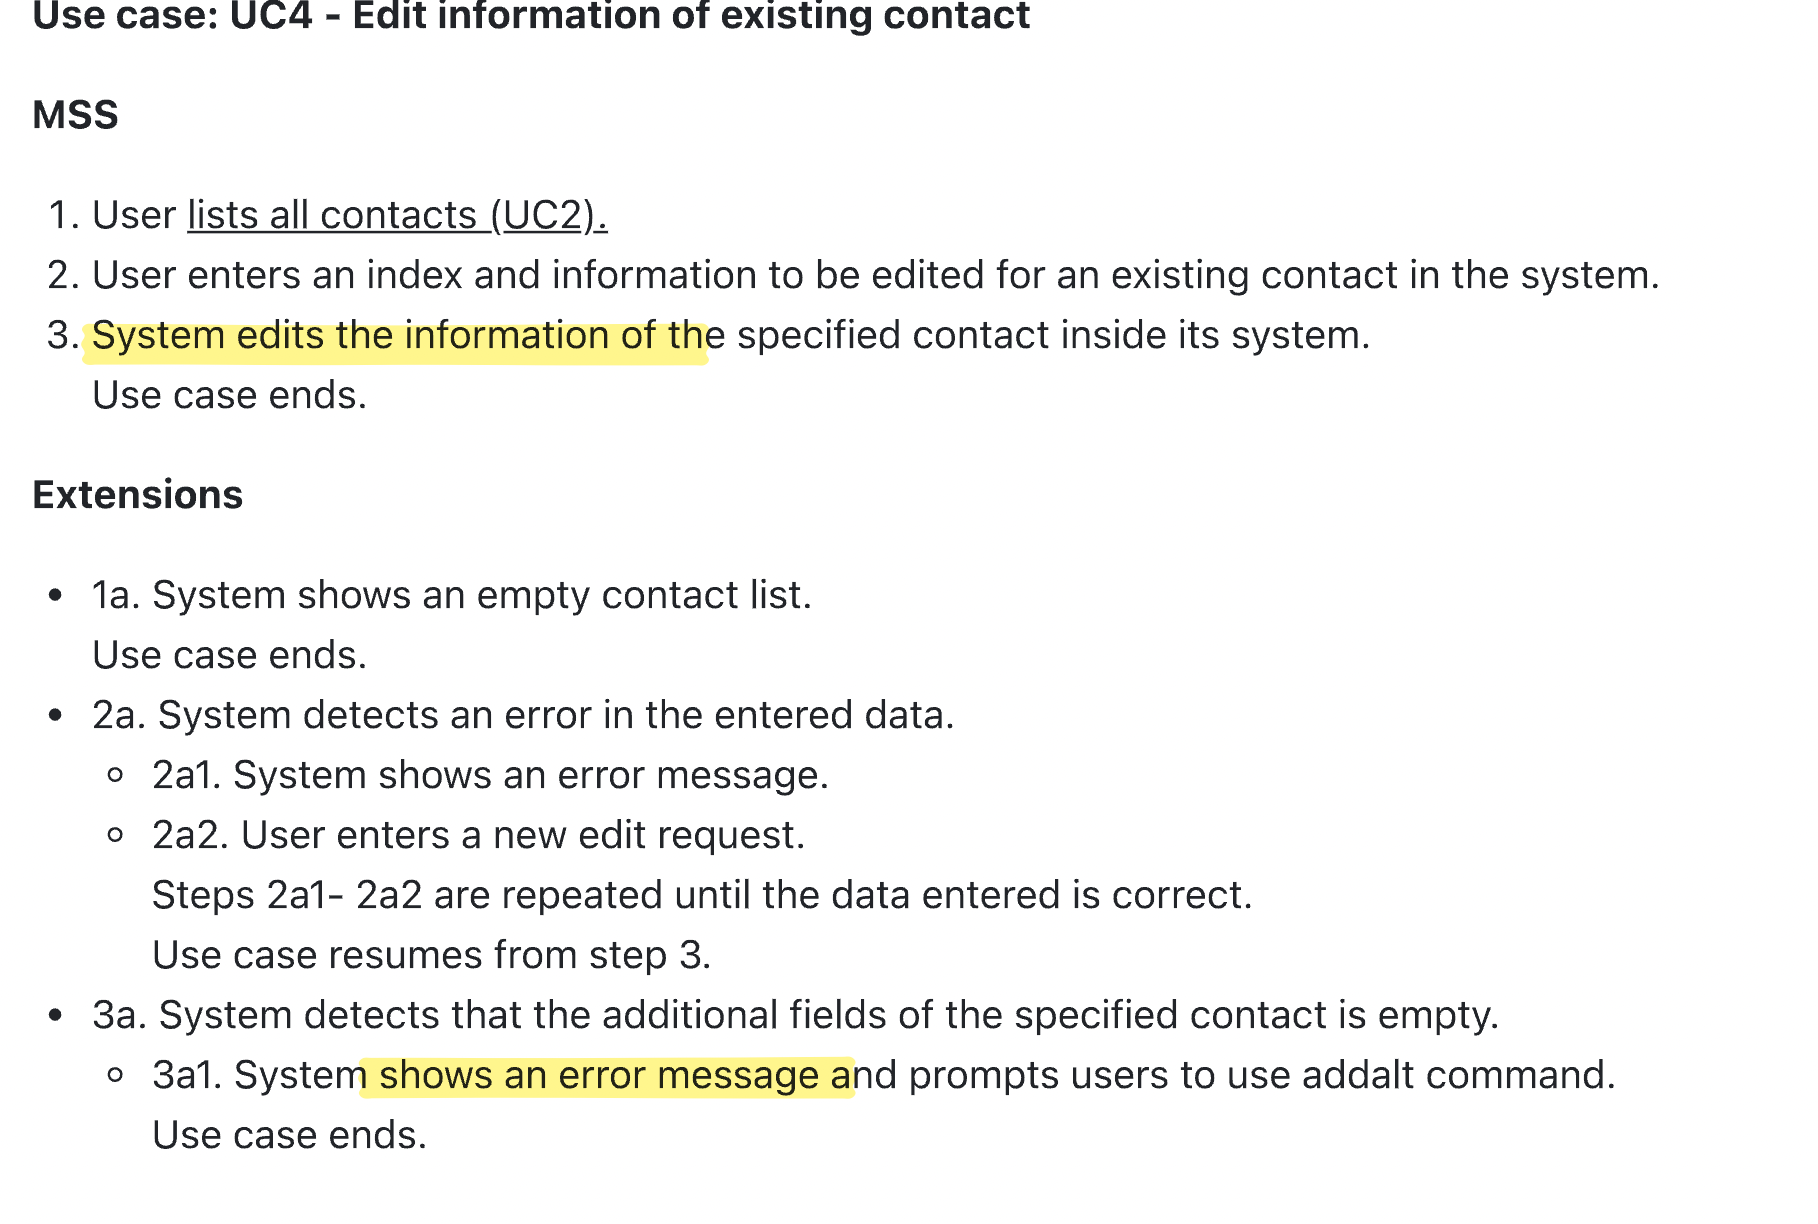 Use case: UC4 - Edit information of existing contact
MSS
1. User lists all contacts (UC2).
2. User enters an index and information to be edited for an existing contact in the system.
3. System edits the information of the specified contact inside its system.
Use case ends.
Extensions
• 1a. System shows an empty contact list.
Use case ends.
• 2a. System detects an error in the entered data.
◦ 2a1. System shows an error message.
◦ 2a2. User enters a new edit request.
Steps 2a1- 2a2 are repeated until the data entered is correct.
Use case resumes from step 3.
• 3a. System detects that the additional fields of the specified contact is empty.
◦ 3a1. System shows an error message and prompts users to use addalt command.
Use case ends.